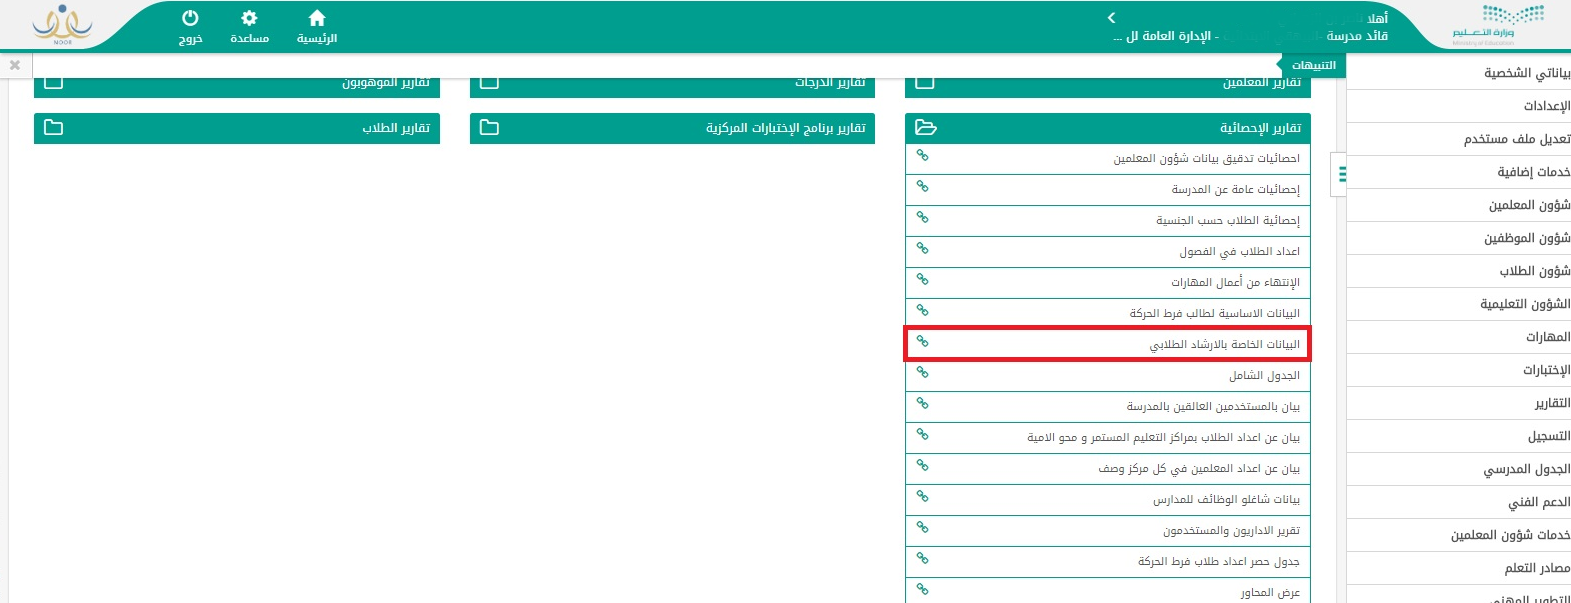 أهلا
قائد مدرسة
- الإدارة العامة لل ...
الرئيسية
مساعدة
خروج
NOOR
وزارة التعليم
Ministry of Education
التنبيهات
بياناتي الشخصية
الإعدادات
تعديل ملف مستخدم
خدمات إضافية
شؤون المعلمين
شؤون الموظفين
شؤون الطلاب
الشؤون التعليمية
المهارات
الإختبارات
التقارير
التسجيل
الجدول المدرسي
الدعم الفني
خدمات شؤون المعلمين
مصادر التعلم
التطوير المهني
تقارير المعلمين
تقارير الدرجات
تقارير الموهوبون
تقارير الإحصائية
تقارير برنامج الإختبارات المركزية
تقارير الطلاب
احصائيات تدقيق بيانات شؤون المعلمين
إحصائيات عامة عن المدرسة
إحصائية الطلاب حسب الجنسية
اعداد الطلاب في الفصول
الإنتهاء من أعمال المهارات
البيانات الاساسية لطالب فرط الحركة
البيانات الخاصة بالارشاد الطلابي
الجدول الشامل
بيان بالمستخدمين العالقين بالمدرسة
بيان عن اعداد الطلاب بمراكز التعليم المستمر و محو الامية
بيان عن اعداد المعلمين في كل مركز وصف
بيانات شاغلو الوظائف للمدارس
تقرير الاداريون والمستخدمون
جدول حصر اعداد طلاب فرط الحركة
عرض المحاور